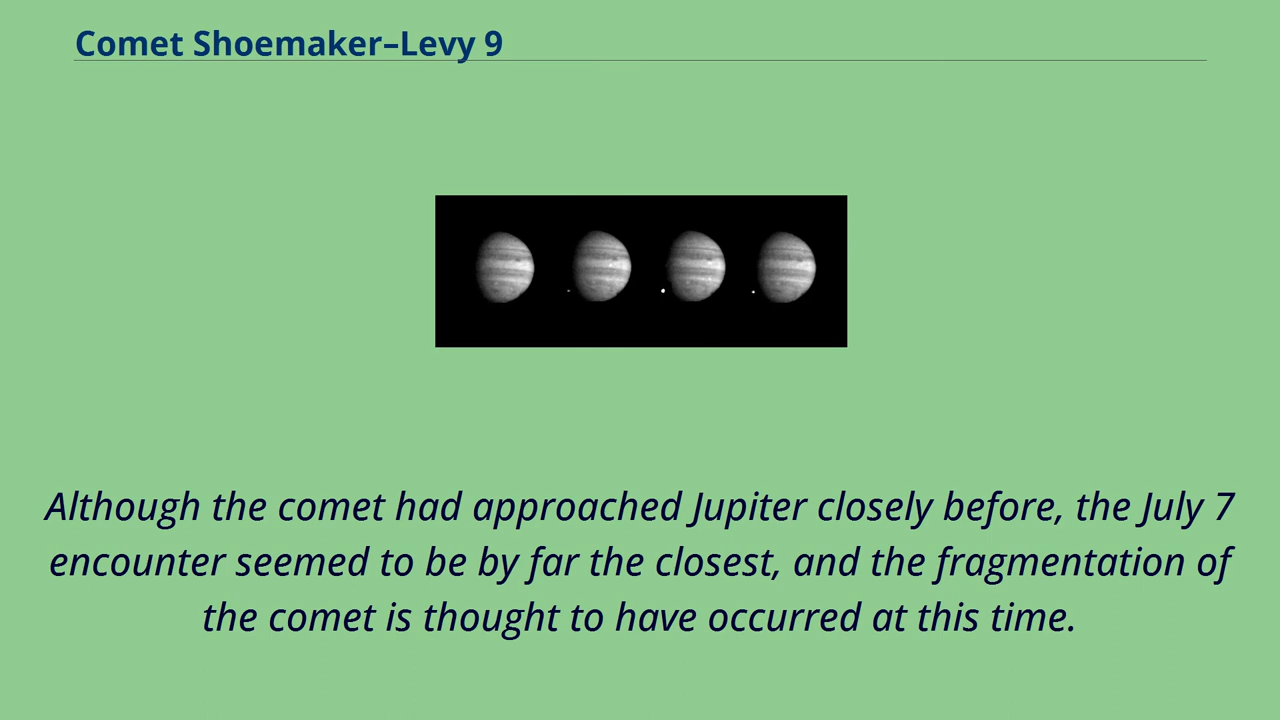 Comet Shoemaker–Levy 9
Although the comet had approached Jupiter closely before, the July 7
encounter seemed to be by far the closest, and the fragmentation of
the comet is thought to have occurred at this time.